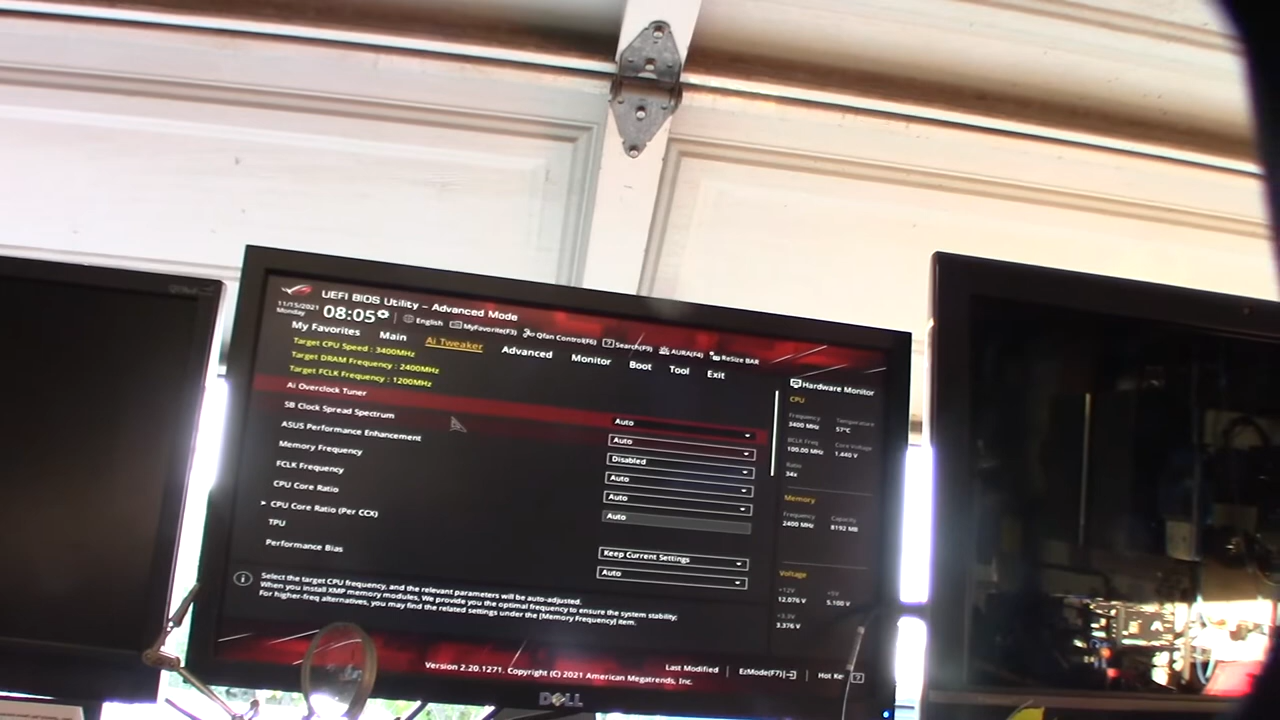 UEFI BIOS Utility – Advanced Mode
11/15/2021
Monday
08:05
English
MyFavorite(F3)
Qfan Control(F6)
Search(F9)
AURA(F4)
ReSize BAR
My Favorites
Main
Ai Tweaker
Advanced
Monitor
Boot
Tool
Exit
Target CPU Speed : 3400MHz
Target DRAM Frequency : 2400MHz
Target FCLK Frequency : 1200MHz
Ai Overclock Tuner
Auto
SB Clock Spread Spectrum
Auto
ASUS Performance Enhancement
Disabled
Memory Frequency
Auto
FCLK Frequency
Auto
CPU Core Ratio
Auto
CPU Core Ratio (Per CCX)
TPU
Keep Current Settings
Performance Bias
Auto
Select the target CPU frequency, and the relevant parameters will be auto-adjusted.
When you install XMP memory modules, We provide you the optimal frequency to ensure the system stability;
For higher-freq alternatives, you may find the related settings under the [Memory Frequency] item.
Hardware Monitor
CPU
Frequency
Temperature
3400 MHz
57°C
BCLK Freq
Core Voltage
100.00 MHz
1.440 V
Ratio
34x
Memory
Frequency
Capacity
2400 MHz
8192 MB
Voltage
+12V
+5V
12.076 V
5.100 V
+3.3V
3.376 V
Last Modified
EzMode(F7)
Hot Ke
Version 2.20.1271. Copyright (C) 2021 American Megatrends, Inc.
DELL